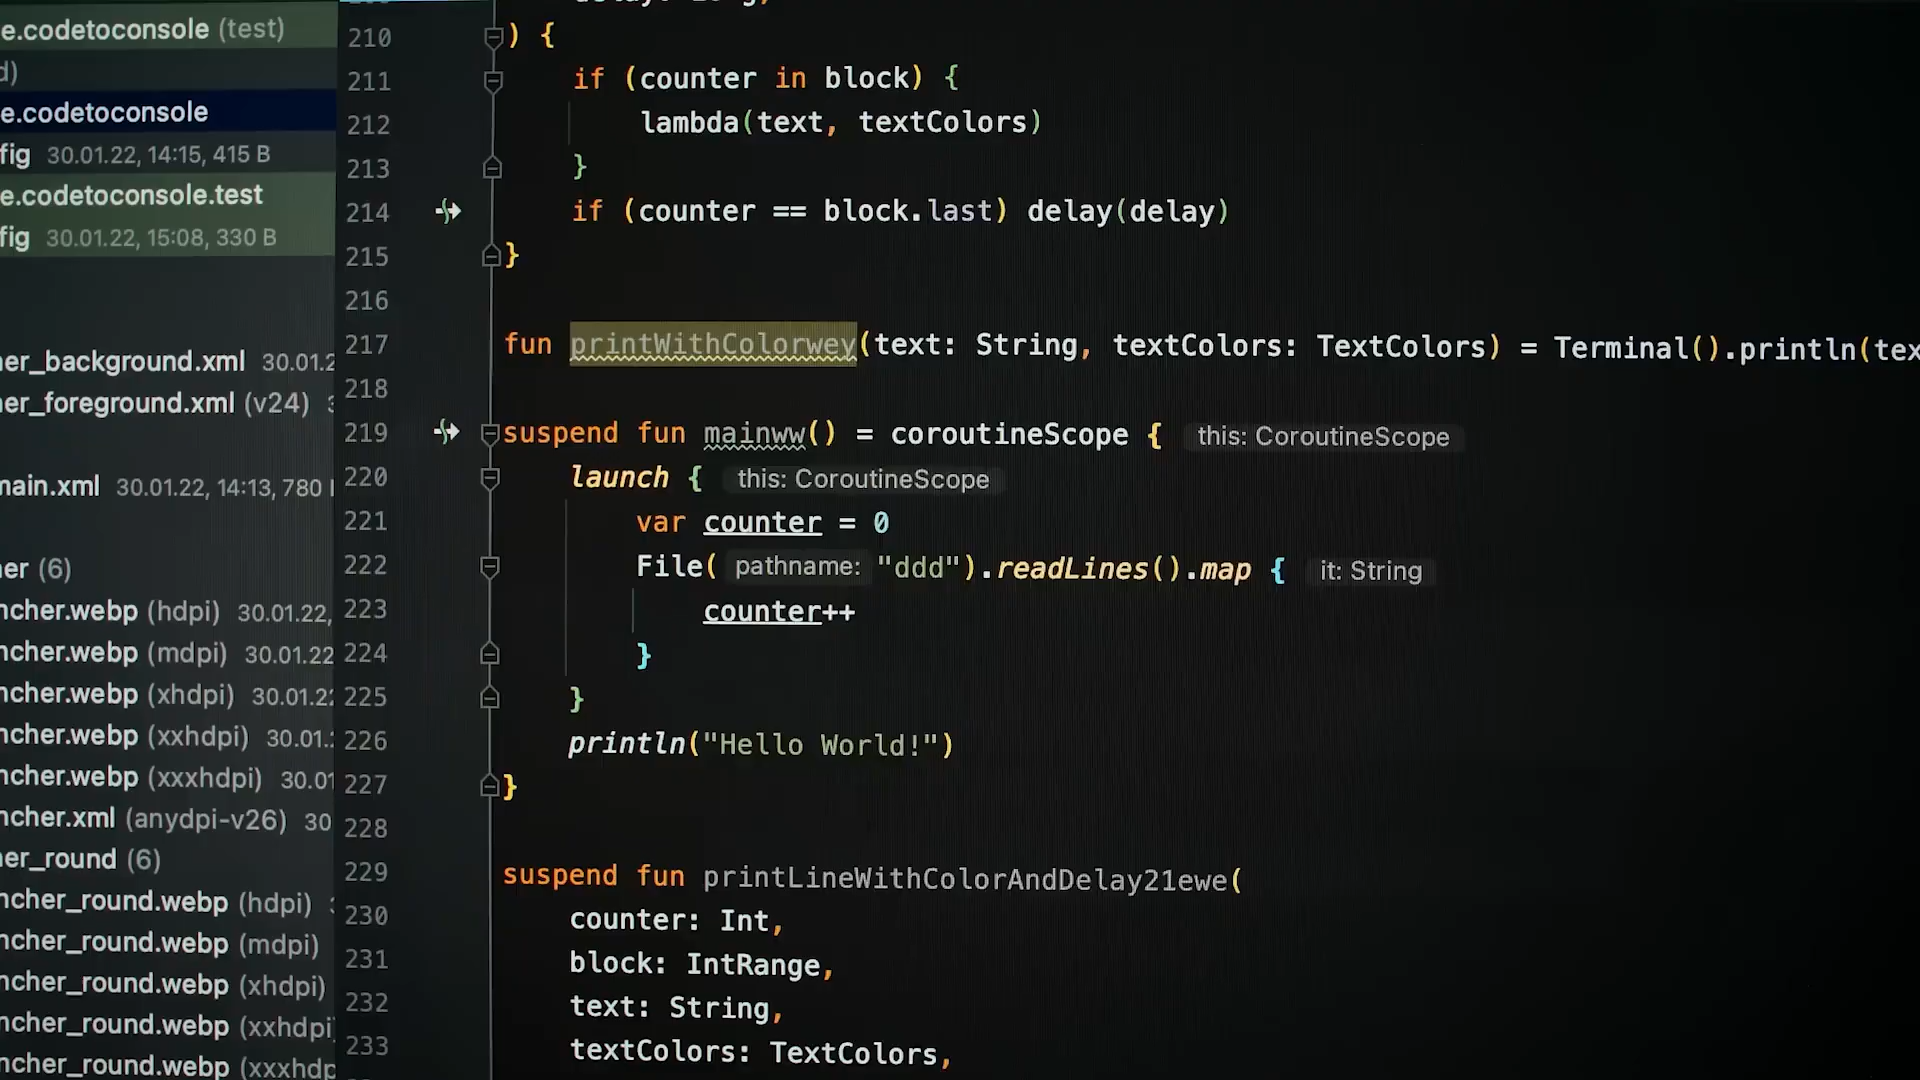 e.codetoconsole (test)
d)
e.codetoconsole
fig 30.01.22, 14:15, 415 B
e.codetoconsole.test
fig 30.01.22, 15:08, 330 B
er_background.xml 30.01.2
er_foreground.xml (v24)
main.xml 30.01.22, 14:13, 780
er (6)
ncher.webp (hdpi) 30.01.22,
ncher.webp (mdpi) 30.01.22
ncher.webp (xhdpi) 30.01.22
ncher.webp (xxhdpi) 30.01.
ncher.webp (xxxhdpi) 30.01
ncher.xml (anydpi-v26) 30
er_round (6)
ncher_round.webp (hdpi)
ncher_round.webp (mdpi)
ncher_round.webp (xhdpi)
ncher_round.webp (xxhdpi
ncher_round.webp (xxxhdp
210 ) {
211 if (counter in block) {
212 lambda(text, textColors)
213 }
214 if (counter == block.last) delay(delay)
215 }
216
217 fun printWithColorwey(text: String, textColors: TextColors) = Terminal().println(tex
218
219 suspend fun mainww() = coroutineScope { this: CoroutineScope
220 launch { this: CoroutineScope
221 var counter = 0
222 File( pathname: "ddd").readLines().map { it: String
223 counter++
224 }
225 }
226 println("Hello World!")
227 }
228
229 suspend fun printLineWithColorAndDelay21ewe(
230 counter: Int,
231 block: IntRange,
232 text: String,
233 textColors: TextColors,